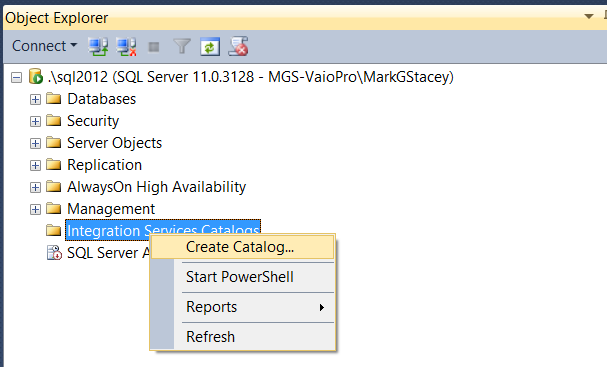 Object Explorer
Connect
.\sql2012 (SQL Server 11.0.3128 - MGS-VaioPro\MarkGStacey)
Databases
Security
Server Objects
Replication
AlwaysOn High Availability
Management
Integration Services Catalogs
Create Catalog...
SQL Server A
Start PowerShell
Reports
Refresh